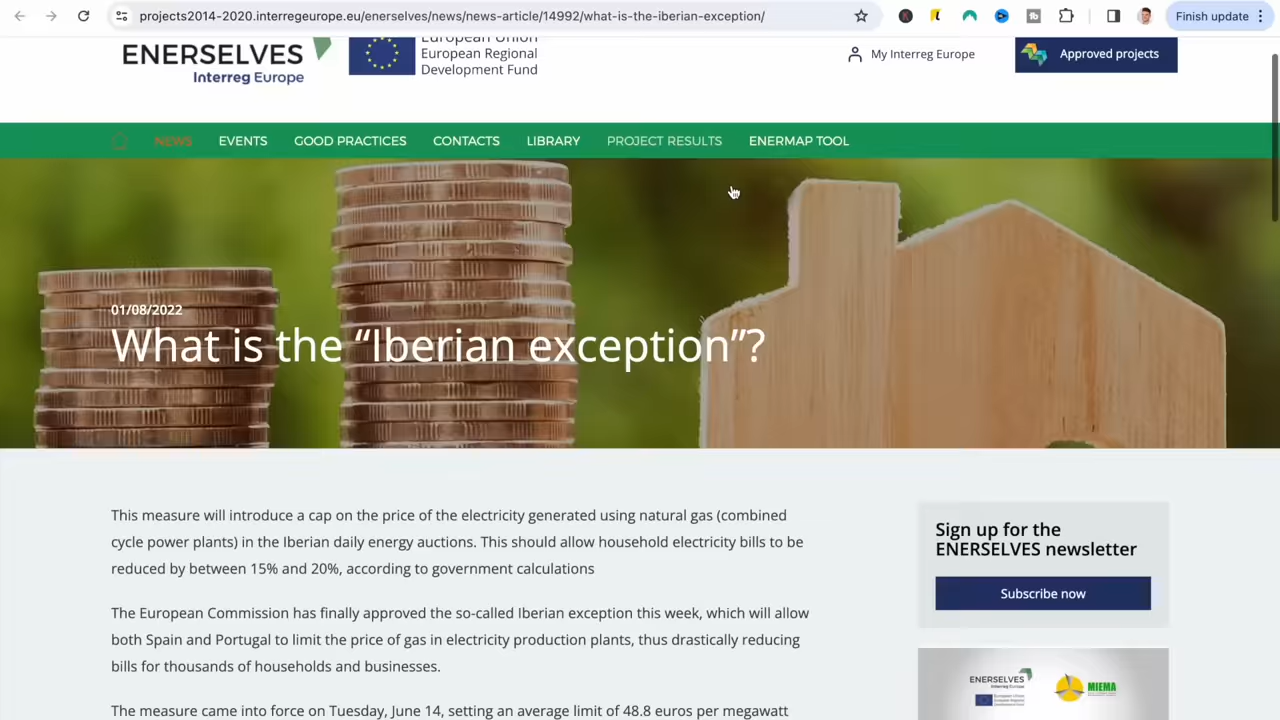 projects2014-2020.interregeurope.eu/enerselves/news/news-article/14992/what-is-the-iberian-exception/
Finish update
ENERSELVES
Interreg Europe
European Union
European Regional
Development Fund
My Interreg Europe
Approved projects
NEWS
EVENTS
GOOD PRACTICES
CONTACTS
LIBRARY
PROJECT RESULTS
ENERMAP TOOL
01/08/2022
What is the “Iberian exception”?
This measure will introduce a cap on the price of the electricity generated using natural gas (combined
cycle power plants) in the Iberian daily energy auctions. This should allow household electricity bills to be
reduced by between 15% and 20%, according to government calculations
The European Commission has finally approved the so-called Iberian exception this week, which will allow
both Spain and Portugal to limit the price of gas in electricity production plants, thus drastically reducing
bills for thousands of households and businesses.
The measure came into fo Tuesday, June 14, setting an average limit of 48.8 euros per megawatt
Sign up for the
ENERSELVES newsletter
Subscribe now
ENERSELVES
Interreg Europe
MIEMA